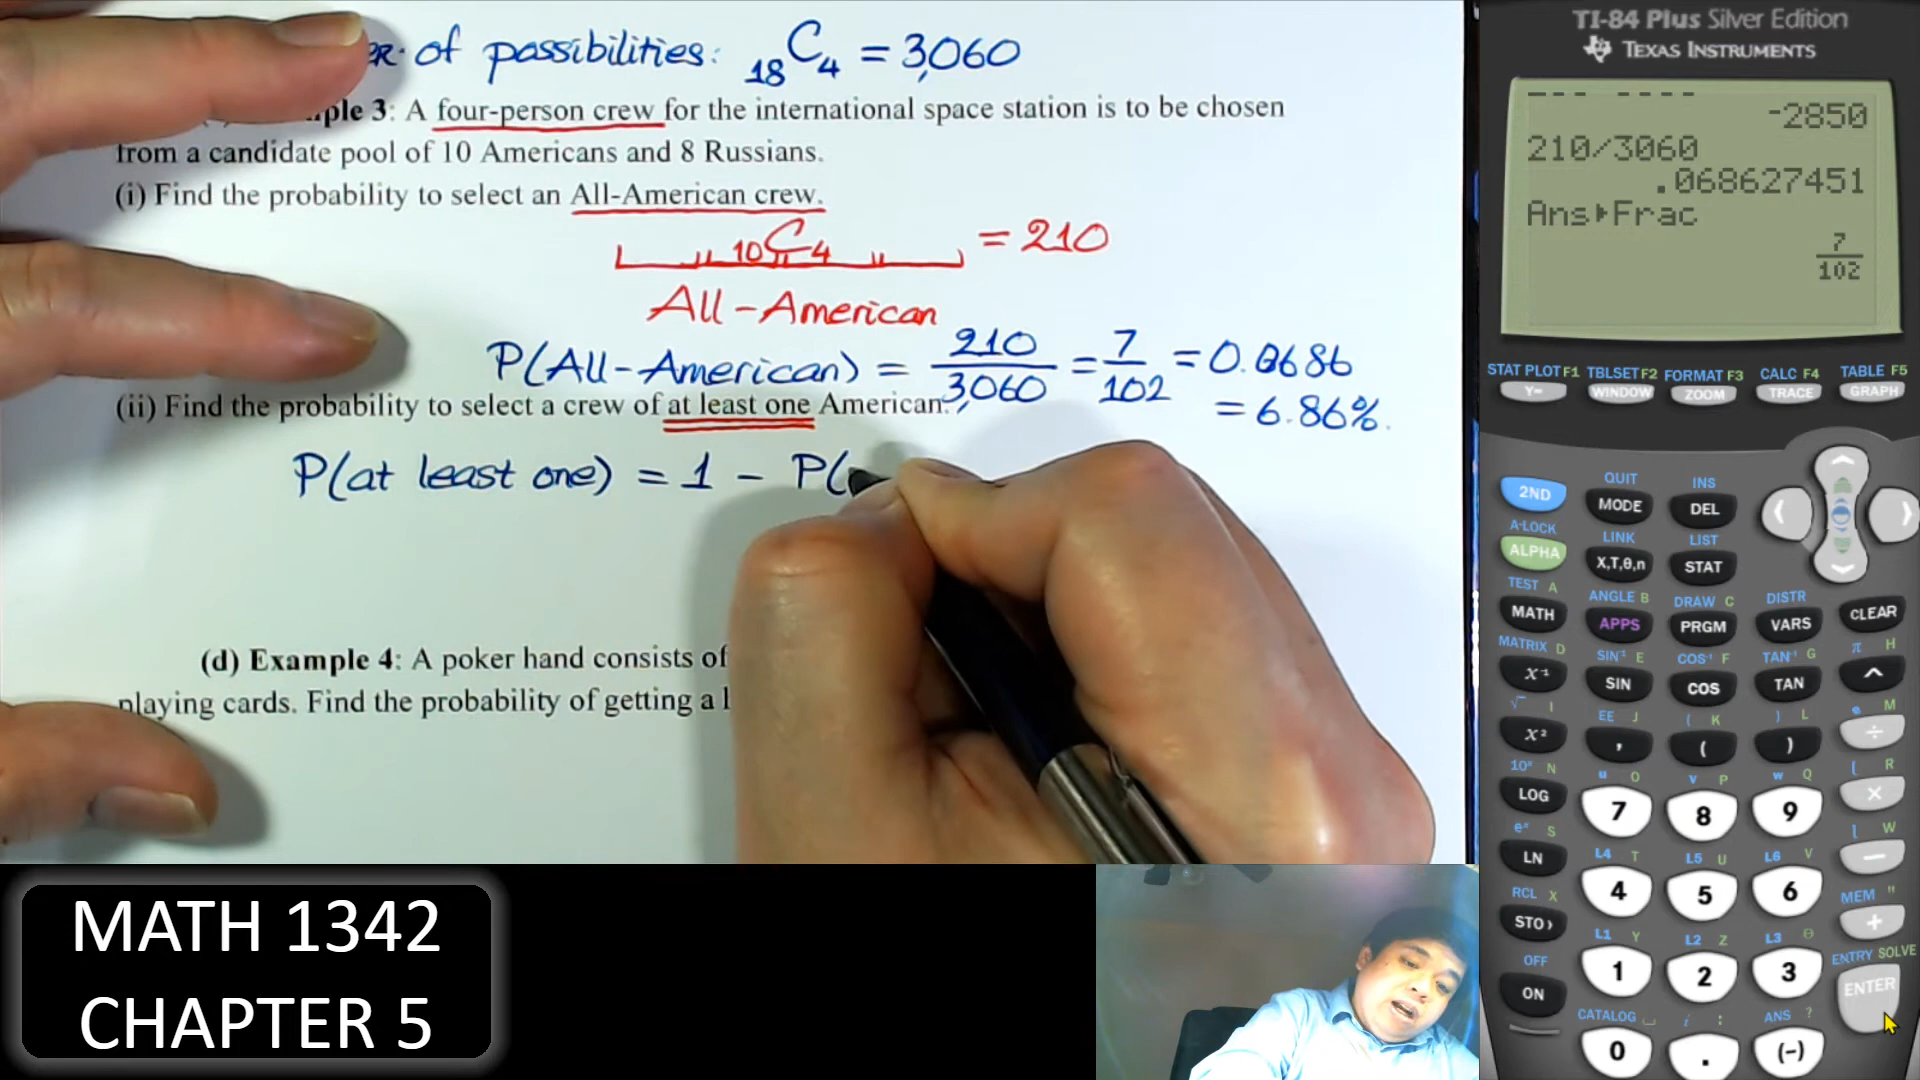 of possibilities: 18C4 = 3,060
ple 3: A four-person crew for the international space station is to be chosen
from a candidate pool of 10 Americans and 8 Russians.
(i) Find the probability to select an All-American crew.
10C4 = 210
All-American
P(All-American) = 210/3,060 = 7/102 = 0.0686
(ii) Find the probability to select a crew of at least one American.
= 6.86%.
P(at least one) = 1 - P(
(d) Example 4: A poker hand consists of
playing cards. Find the probability of getting a
MATH 1342
CHAPTER 5
TI-84 Plus Silver Edition
TEXAS INSTRUMENTS
-2850
210/3060
.068627451
Ans▸Frac
7/102
STAT PLOT F1 TBLSET F2 FORMAT F3 CALC F4 TABLE F5
Y= WINDOW ZOOM TRACE GRAPH
QUIT INS
2ND MODE DEL
A-LOCK LINK LIST
ALPHA X,T,θ,n STAT
TEST A ANGLE B DRAW C DISTR
MATH APPS PRGM VARS CLEAR
MATRIX D SIN⁻¹ E COS⁻¹ F TAN⁻¹ G π H
X⁻¹ SIN COS TAN ^
√ I EE J ( K ) L e M
X² , ( ) ÷
10ˣ N u O v P w Q [ R
LOG 7 8 9 ×
eˣ S L4 T L5 U L6 V ] W
LN 4 5 6 −
RCL X L1 Y L2 Z L3 θ MEM "
STO› 1 2 3 +
OFF CATALOG ⎵ i : ANS ? ENTRY SOLVE
ON 0 . (-) ENTER